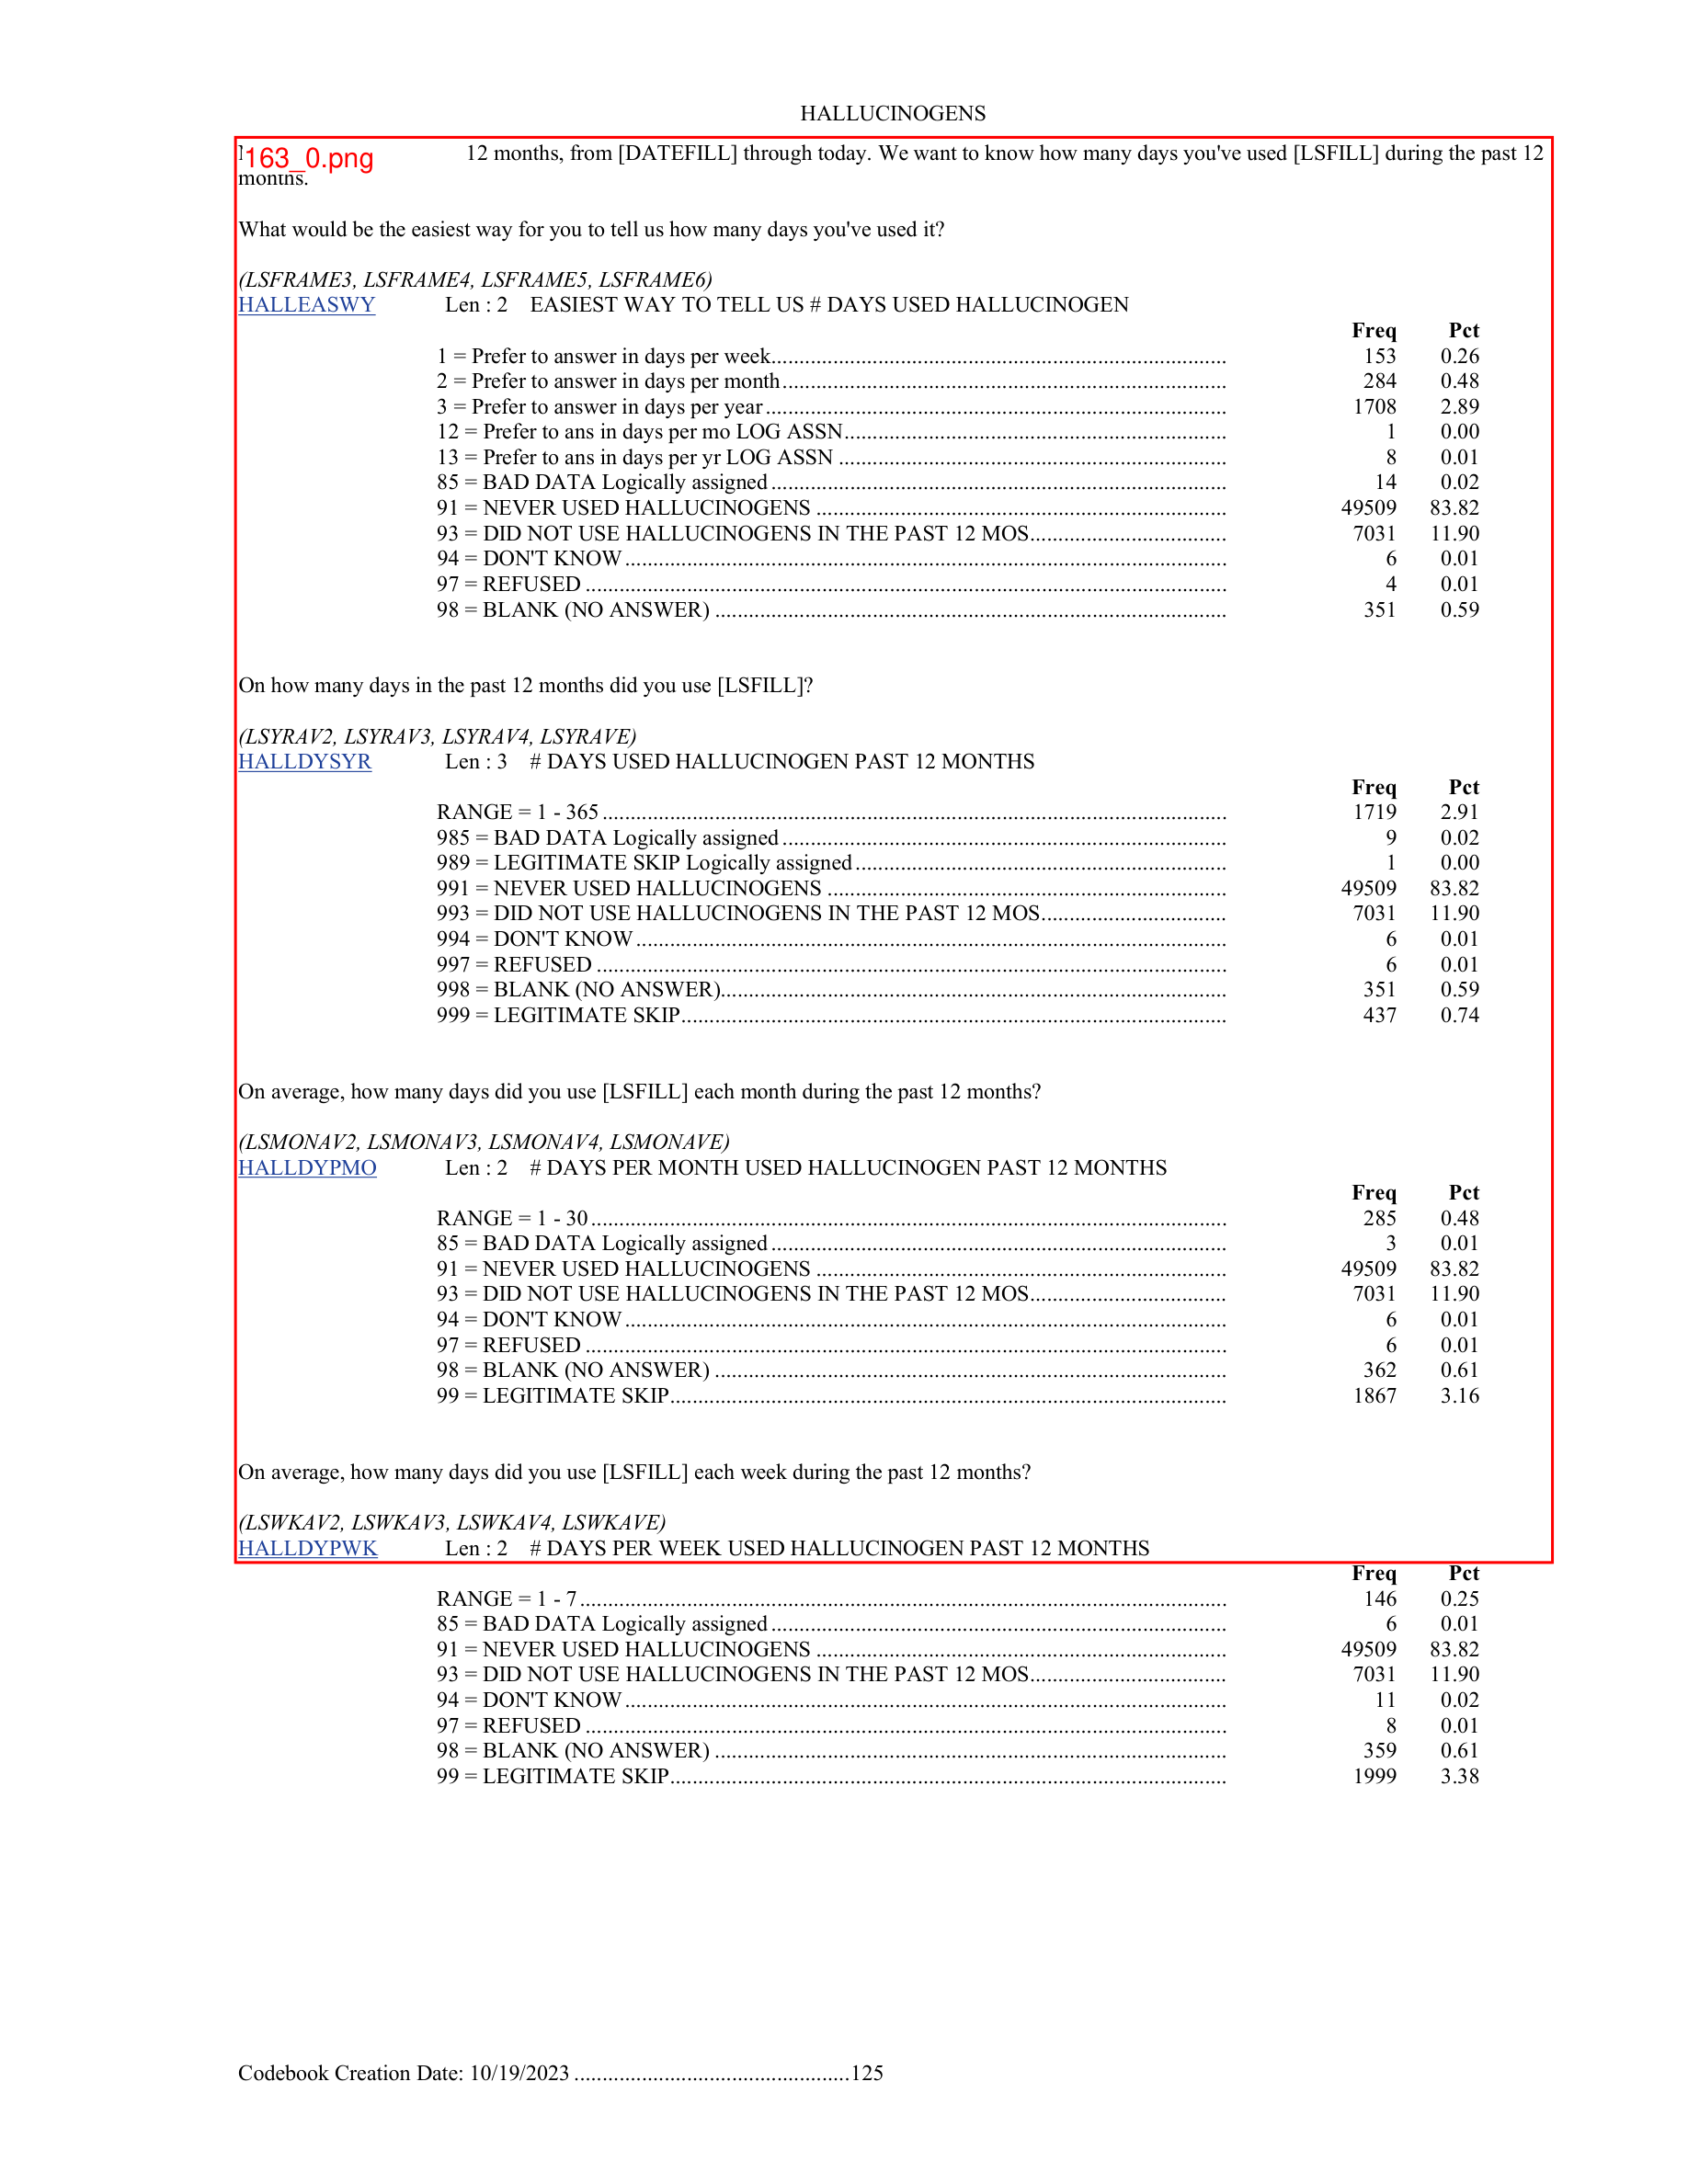 HALLUCINOGENS
163_0.png 12 months, from [DATEFILL] through today. We want to know how many days you've used [LSFILL] during the past 12
months.
What would be the easiest way for you to tell us how many days you've used it?
(LSFRAME3, LSFRAME4, LSFRAME5, LSFRAME6)
HALLEASWY Len : 2 EASIEST WAY TO TELL US # DAYS USED HALLUCINOGEN
Freq Pct
1 = Prefer to answer in days per week 153 0.26
2 = Prefer to answer in days per month 284 0.48
3 = Prefer to answer in days per year 1708 2.89
12 = Prefer to ans in days per mo LOG ASSN 1 0.00
13 = Prefer to ans in days per yr LOG ASSN 8 0.01
85 = BAD DATA Logically assigned 14 0.02
91 = NEVER USED HALLUCINOGENS 49509 83.82
93 = DID NOT USE HALLUCINOGENS IN THE PAST 12 MOS 7031 11.90
94 = DON'T KNOW 6 0.01
97 = REFUSED 4 0.01
98 = BLANK (NO ANSWER) 351 0.59
On how many days in the past 12 months did you use [LSFILL]?
(LSYRAV2, LSYRAV3, LSYRAV4, LSYRAVE)
HALLDYSYR Len : 3 # DAYS USED HALLUCINOGEN PAST 12 MONTHS
Freq Pct
RANGE = 1 - 365 1719 2.91
985 = BAD DATA Logically assigned 9 0.02
989 = LEGITIMATE SKIP Logically assigned 1 0.00
991 = NEVER USED HALLUCINOGENS 49509 83.82
993 = DID NOT USE HALLUCINOGENS IN THE PAST 12 MOS 7031 11.90
994 = DON'T KNOW 6 0.01
997 = REFUSED 6 0.01
998 = BLANK (NO ANSWER) 351 0.59
999 = LEGITIMATE SKIP 437 0.74
On average, how many days did you use [LSFILL] each month during the past 12 months?
(LSMONAV2, LSMONAV3, LSMONAV4, LSMONAVE)
HALLDYPMO Len : 2 # DAYS PER MONTH USED HALLUCINOGEN PAST 12 MONTHS
Freq Pct
RANGE = 1 - 30 285 0.48
85 = BAD DATA Logically assigned 3 0.01
91 = NEVER USED HALLUCINOGENS 49509 83.82
93 = DID NOT USE HALLUCINOGENS IN THE PAST 12 MOS 7031 11.90
94 = DON'T KNOW 6 0.01
97 = REFUSED 6 0.01
98 = BLANK (NO ANSWER) 362 0.61
99 = LEGITIMATE SKIP 1867 3.16
On average, how many days did you use [LSFILL] each week during the past 12 months?
(LSWKAV2, LSWKAV3, LSWKAV4, LSWKAVE)
HALLDYPWK Len : 2 # DAYS PER WEEK USED HALLUCINOGEN PAST 12 MONTHS
Freq Pct
RANGE = 1 - 7 146 0.25
85 = BAD DATA Logically assigned 6 0.01
91 = NEVER USED HALLUCINOGENS 49509 83.82
93 = DID NOT USE HALLUCINOGENS IN THE PAST 12 MOS 7031 11.90
94 = DON'T KNOW 11 0.02
97 = REFUSED 8 0.01
98 = BLANK (NO ANSWER) 359 0.61
99 = LEGITIMATE SKIP 1999 3.38
Codebook Creation Date: 10/19/2023 125